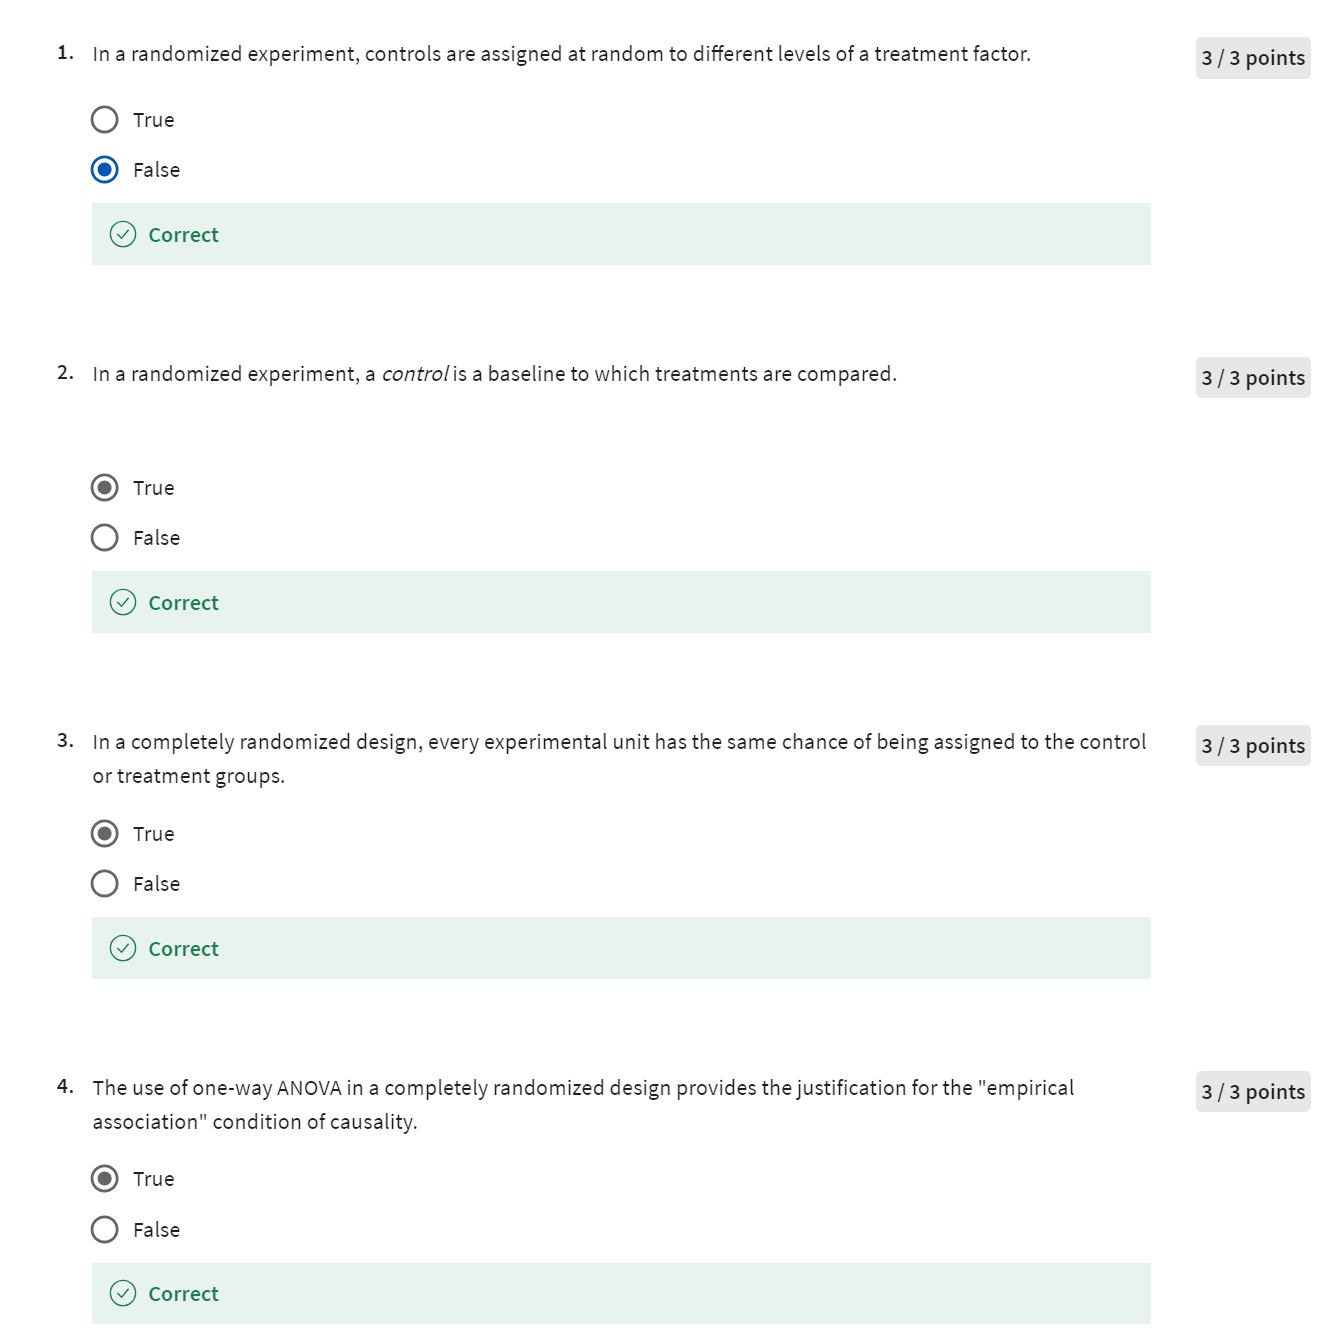 1. In a randomized experiment, controls are assigned at random to different levels of a treatment factor.
3 / 3 points
True
False
Correct
2. In a randomized experiment, a control is a baseline to which treatments are compared.
3 / 3 points
True
False
Correct
3. In a completely randomized design, every experimental unit has the same chance of being assigned to the control
or treatment groups.
3 / 3 points
True
False
Correct
4. The use of one-way ANOVA in a completely randomized design provides the justification for the "empirical
association" condition of causality.
3 / 3 points
True
False
Correct